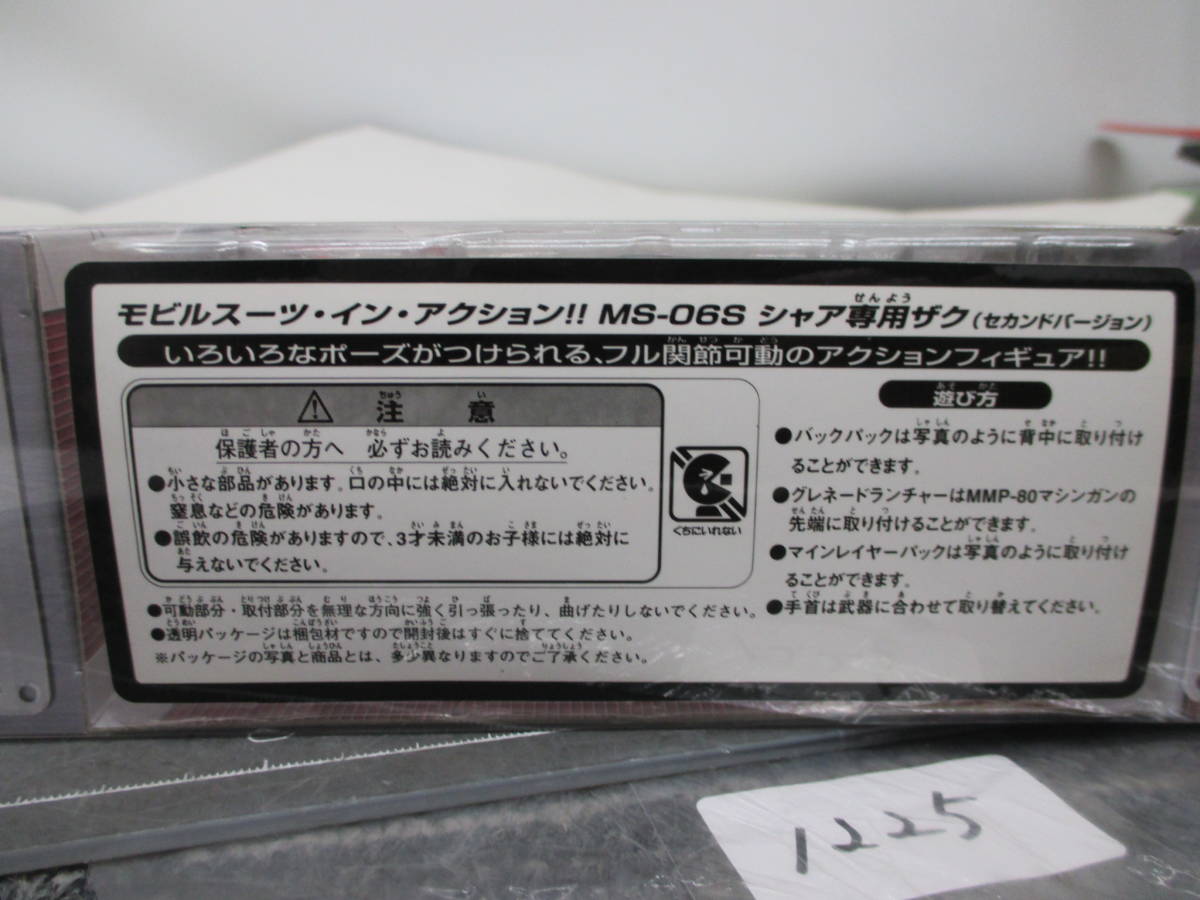 モビルスーツ・イン・アクション!! MS-06S シャア専用ザク(セカンドバージョン)
いろいろなポーズがつけられる、フル関節可動のアクションフィギュア!!
⚠ 注意
保護者の方へ 必ずお読みください。
●小さな部品があります。口の中には絶対に入れないでください。
窒息などの危険があります。
●誤飲の危険がありますので、3才未満のお子様には絶対に
与えないでください。
くちにいれない
●可動部分・取付部分を無理な方向に強く引っ張ったり、曲げたりしないでください。
●透明パッケージは梱包材ですので開封後はすぐに捨ててください。
※パッケージの写真と商品とは、多少異なりますのでご了承ください。
遊び方
●バックパックは写真のように背中に取り付け
ることができます。
●グレネードランチャーはMMP-80マシンガンの
先端に取り付けることができます。
●マインレイヤーパックは写真のように取り付け
ることができます。
●手首は武器に合わせて取り替えてください。
1225